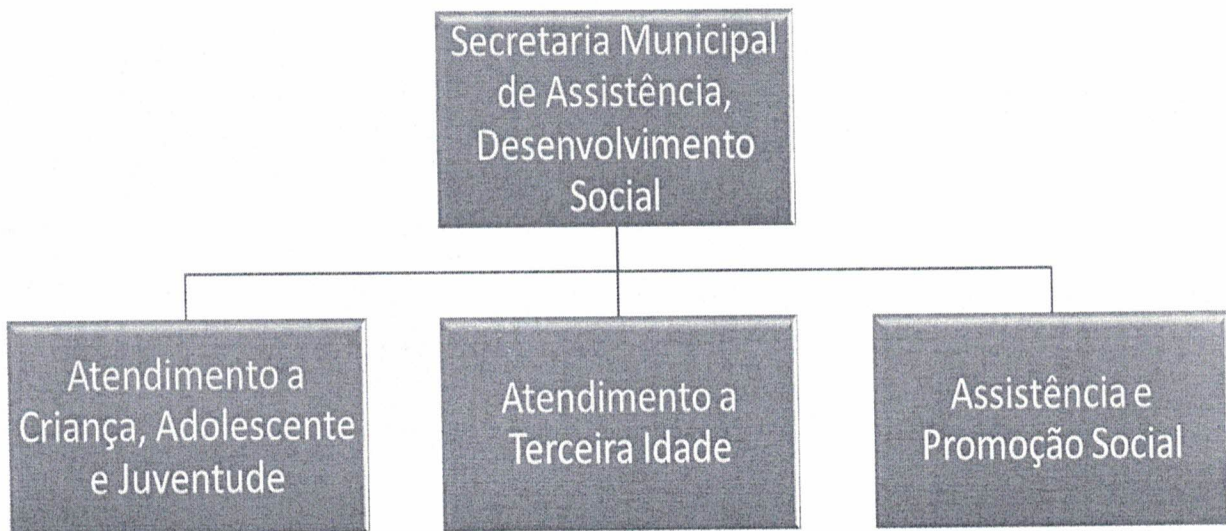 Secretaria Municipal
de Assistência,
Desenvolvimento
Social
Atendimento a
Criança, Adolescente
e Juventude
Atendimento a
Terceira Idade
Assistência e
Promoção Social